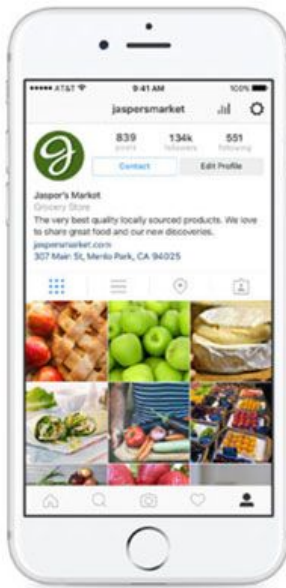 AT&T 9:41 AM 100%
jaspersmarket
839 134k 551
posts followers following
Contact Edit Profile
Jasper's Market
Grocery Store
The very best quality locally sourced products. We love
to share great food and our new discoveries.
jaspersmarket.com
307 Main St, Menlo Park, CA 94025